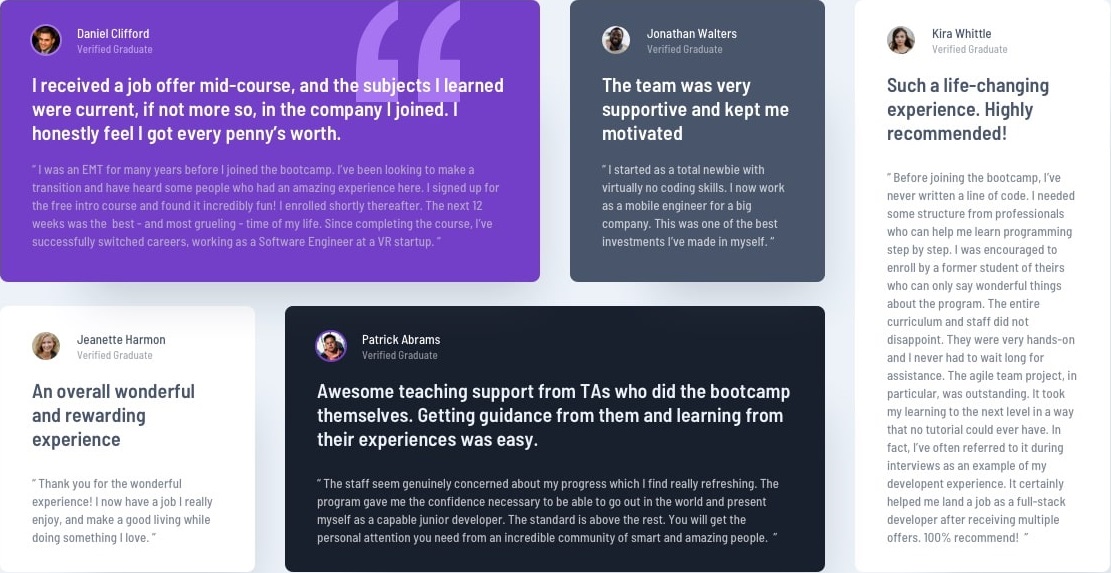 Daniel Clifford
Verified Graduate
I received a job offer mid-course, and the subjects I learned
were current, if not more so, in the company I joined. I
honestly feel I got every penny’s worth.
“ I was an EMT for many years before I joined the bootcamp. I’ve been looking to make a
transition and have heard some people who had an amazing experience here. I signed up for
the free intro course and found it incredibly fun! I enrolled shortly thereafter. The next 12
weeks was the best - and most grueling - time of my life. Since completing the course, I’ve
successfully switched careers, working as a Software Engineer at a VR startup. ”
Jonathan Walters
Verified Graduate
The team was very
supportive and kept me
motivated
“ I started as a total newbie with
virtually no coding skills. I now work
as a mobile engineer for a big
company. This was one of the best
investments I’ve made in myself. ”
Kira Whittle
Verified Graduate
Such a life-changing
experience. Highly
recommended!
“ Before joining the bootcamp, I’ve
never written a line of code. I needed
some structure from professionals
who can help me learn programming
step by step. I was encouraged to
enroll by a former student of theirs
who can only say wonderful things
about the program. The entire
curriculum and staff did not
disappoint. They were very hands-on
and I never had to wait long for
assistance. The agile team project, in
particular, was outstanding. It took
my learning to the next level in a way
that no tutorial could ever have. In
fact, I’ve often referred to it during
interviews as an example of my
developent experience. It certainly
helped me land a job as a full-stack
developer after receiving multiple
offers. 100% recommend! ”
Jeanette Harmon
Verified Graduate
An overall wonderful
and rewarding
experience
“ Thank you for the wonderful
experience! I now have a job I really
enjoy, and make a good living while
doing something I love. ”
Patrick Abrams
Verified Graduate
Awesome teaching support from TAs who did the bootcamp
themselves. Getting guidance from them and learning from
their experiences was easy.
“ The staff seem genuinely concerned about my progress which I find really refreshing. The
program gave me the confidence necessary to be able to go out in the world and present
myself as a capable junior developer. The standard is above the rest. You will get the
personal attention you need from an incredible community of smart and amazing people. ”